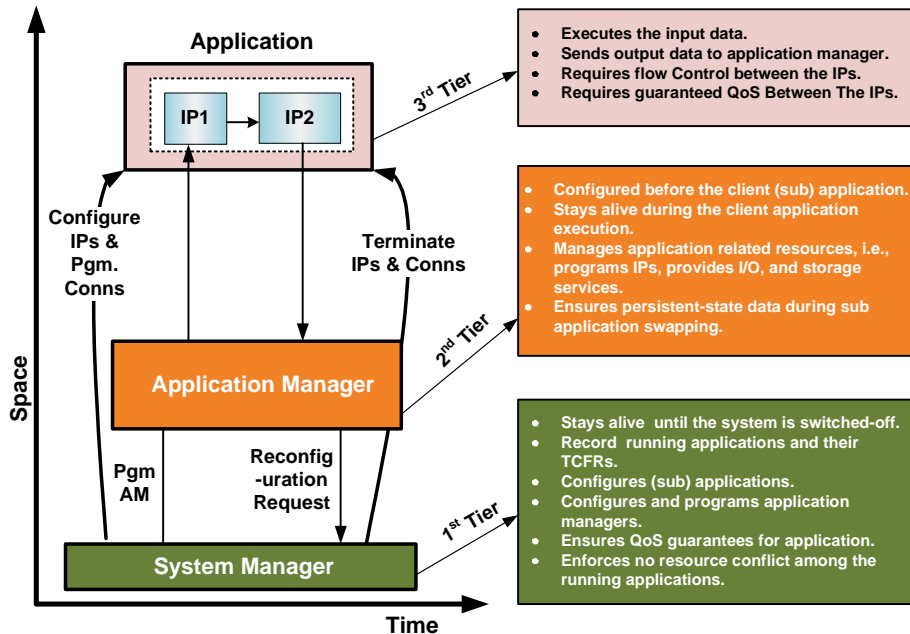 Application
IP1
IP2
3rd Tier
• Executes the input data.
• Sends output data to application manager.
• Requires flow Control between the IPs.
• Requires guaranteed QoS Between The IPs.
Configure
IPs &
Pgm.
Conns
Terminate
IPs & Conns
• Configured before the client (sub) application.
• Stays alive during the client application
execution.
• Manages application related resources, i.e.,
programs IPs, provides I/O, and storage
services.
• Ensures persistent-state data during sub
application swapping.
2nd Tier
Application Manager
Space
Pgm
AM
Reconfig
-uration
Request
1st Tier
• Stays alive until the system is switched-off.
• Record running applications and their
TCFRs.
• Configures (sub) applications.
• Configures and programs application
managers.
• Ensures QoS guarantees for application.
• Enforces no resource conflict among the
running applications.
System Manager
Time